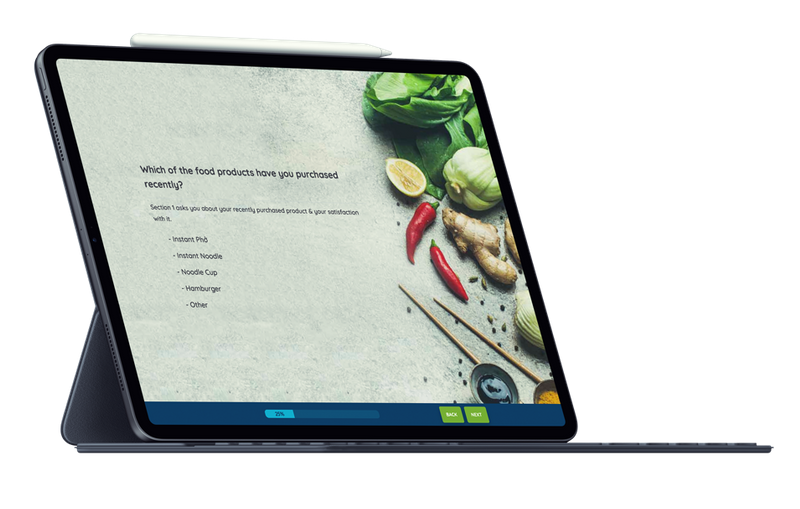 Which of the food products have you purchased
recently?
Section 1 asks you about your recently purchased product & your satisfaction
with it.
- Instant Phở
- Instant Noodle
- Noodle Cup
- Hamburger
- Other
25%
BACK
NEXT